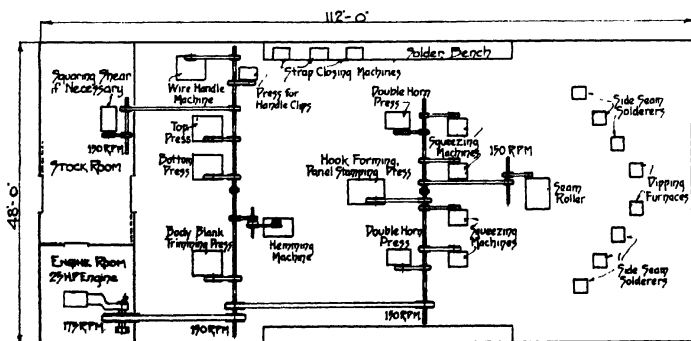 112'-0"
48'-0"
Solder Bench
Strap Closing Machines
Squaring Shear
if Necessary
Wire Handle
Machine
Press for
Handle Clips
Double Horn
Press
Side Seam
Solderers
150 RPM
STOCK ROOM
Top
Press
Bottom
Press
Squeezing
Machines
150 RPM
Hook Forming,
Panel Stamping Press
Seam
Roller
Dipping
Furnaces
Body Blank
Trimming Press
Hemming
Machine
Double Horn
Press
Squeezing
Machines
Side Seam
Solderers
ENGINE ROOM
25 HP Engine
175 RPM.
150 RPM
150 RPM.